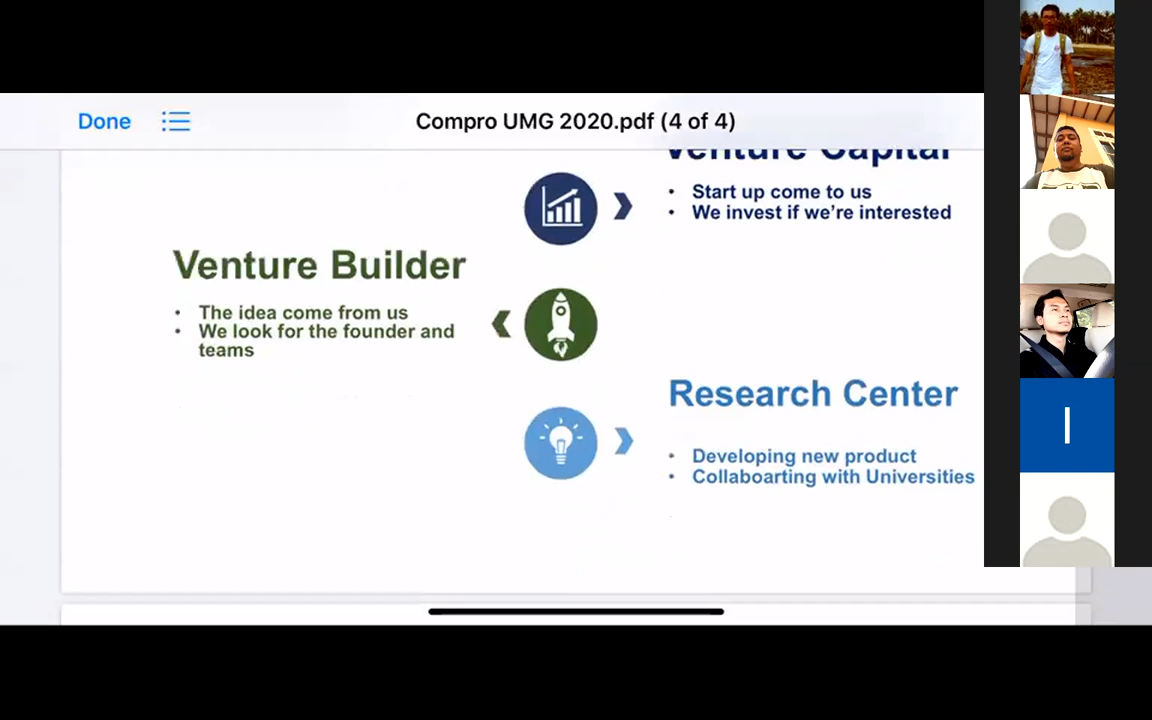 Done
Compro UMG 2020.pdf (4 of 4)
Venture Capital
• Start up come to us
• We invest if we're interested
Venture Builder
• The idea come from us
• We look for the founder and
teams
Research Center
• Developing new product
• Collaboarting with Universities
I